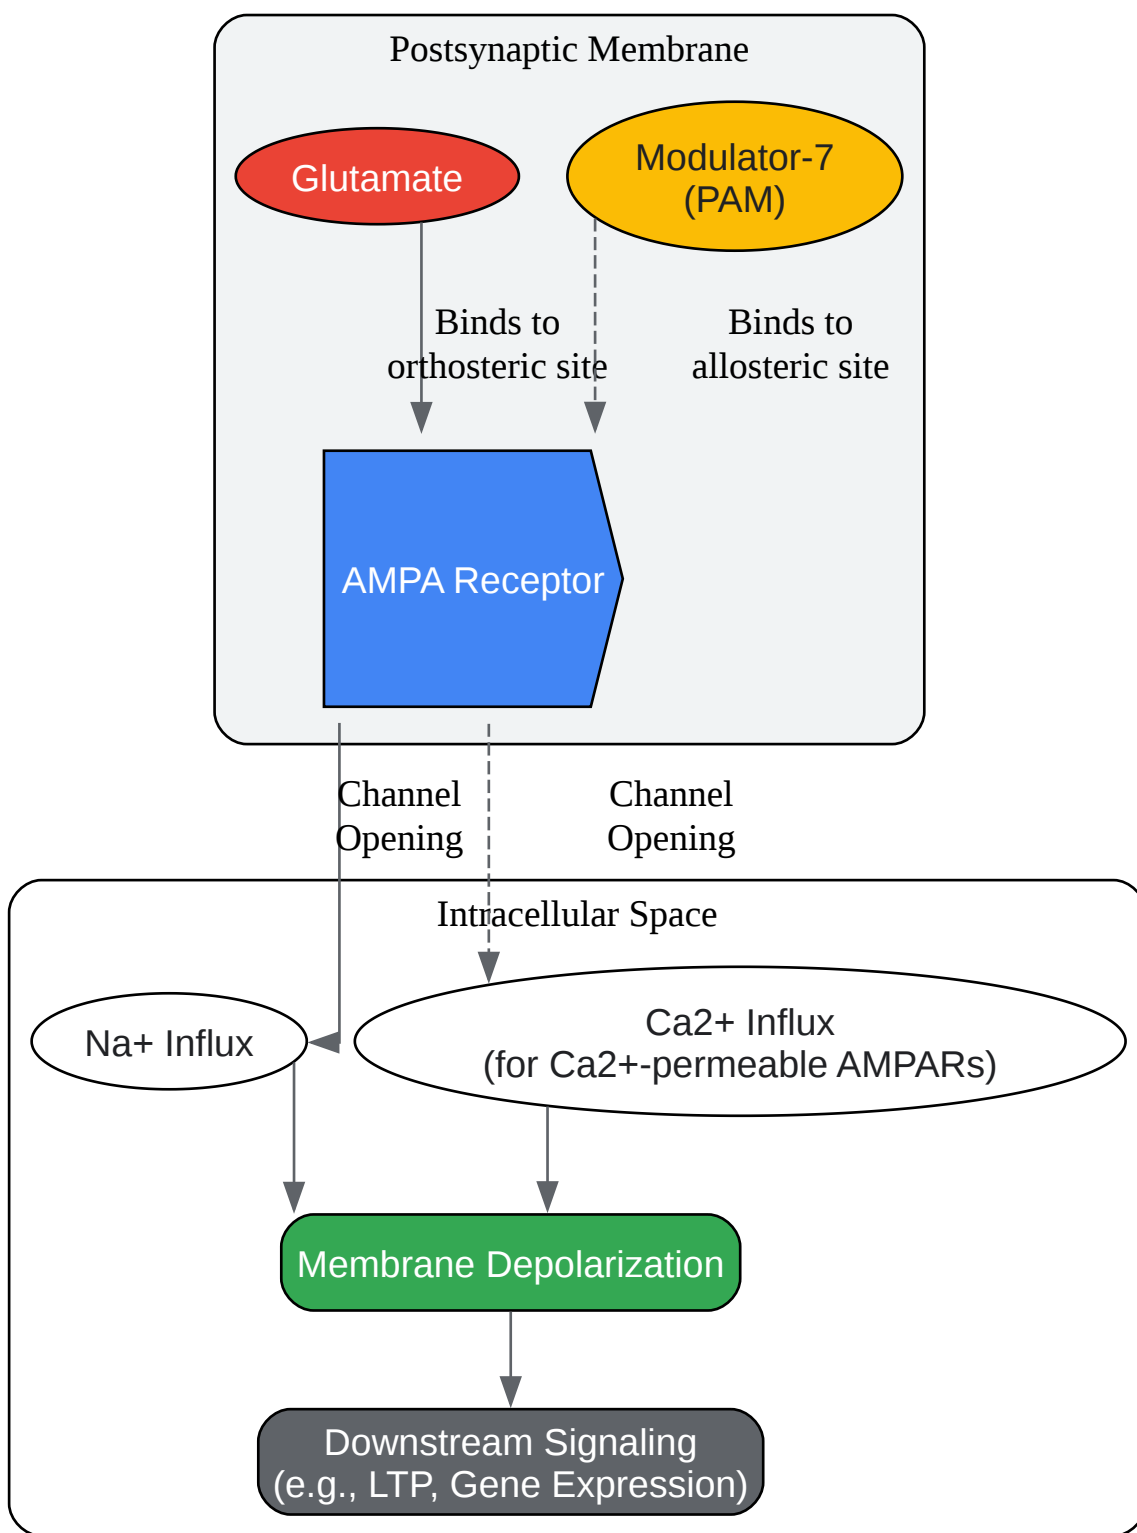 Postsynaptic Membrane
Glutamate
Modulator-7
(PAM)
Binds to
orthosteric site
Binds to
allosteric site
AMPA Receptor
Channel
Opening
Channel
Opening
Intracellular Space
Na+ Influx
Ca2+ Influx
(for Ca2+-permeable AMPARs)
Membrane Depolarization
Downstream Signaling
(e.g., LTP, Gene Expression)